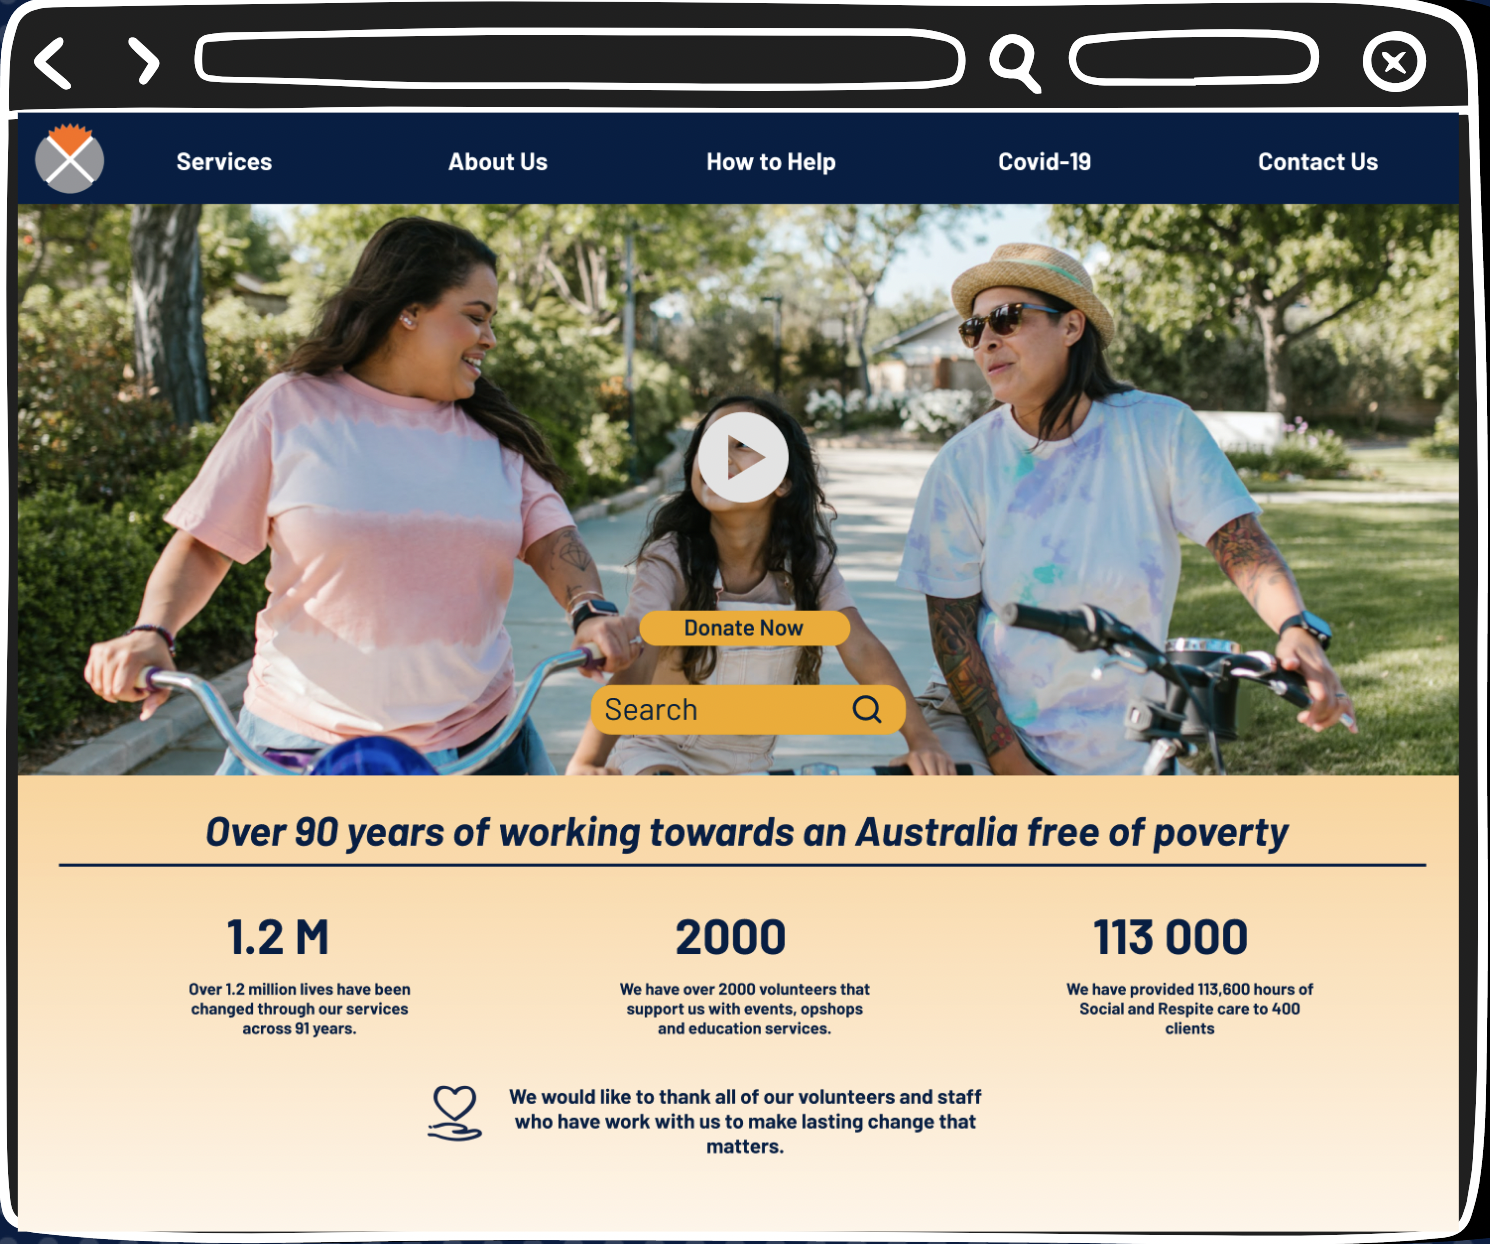 Services
About Us
How to Help
Covid-19
Contact Us
Donate Now
Search
Over 90 years of working towards an Australia free of poverty
1.2 M
Over 1.2 million lives have been
changed through our services
across 91 years.
2000
We have over 2000 volunteers that
support us with events, opshops
and education services.
113 000
We have provided 113,600 hours of
Social and Respite care to 400
clients
We would like to thank all of our volunteers and staff
who have work with us to make lasting change that
matters.